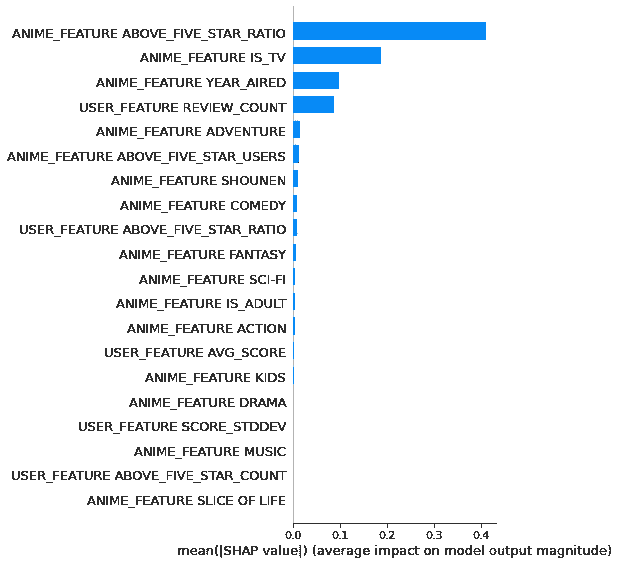 ANIME_FEATURE ABOVE_FIVE_STAR_RATIO
ANIME_FEATURE IS_TV
ANIME_FEATURE YEAR_AIRED
USER_FEATURE REVIEW_COUNT
ANIME_FEATURE ADVENTURE
ANIME_FEATURE ABOVE_FIVE_STAR_USERS
ANIME_FEATURE SHOUNEN
ANIME_FEATURE COMEDY
USER_FEATURE ABOVE_FIVE_STAR_RATIO
ANIME_FEATURE FANTASY
ANIME_FEATURE SCI-FI
ANIME_FEATURE IS_ADULT
ANIME_FEATURE ACTION
USER_FEATURE AVG_SCORE
ANIME_FEATURE KIDS
ANIME_FEATURE DRAMA
USER_FEATURE SCORE_STDDEV
ANIME_FEATURE MUSIC
USER_FEATURE ABOVE_FIVE_STAR_COUNT
ANIME_FEATURE SLICE OF LIFE
0.0 0.1 0.2 0.3 0.4
mean(|SHAP value|) (average impact on model output magnitude)